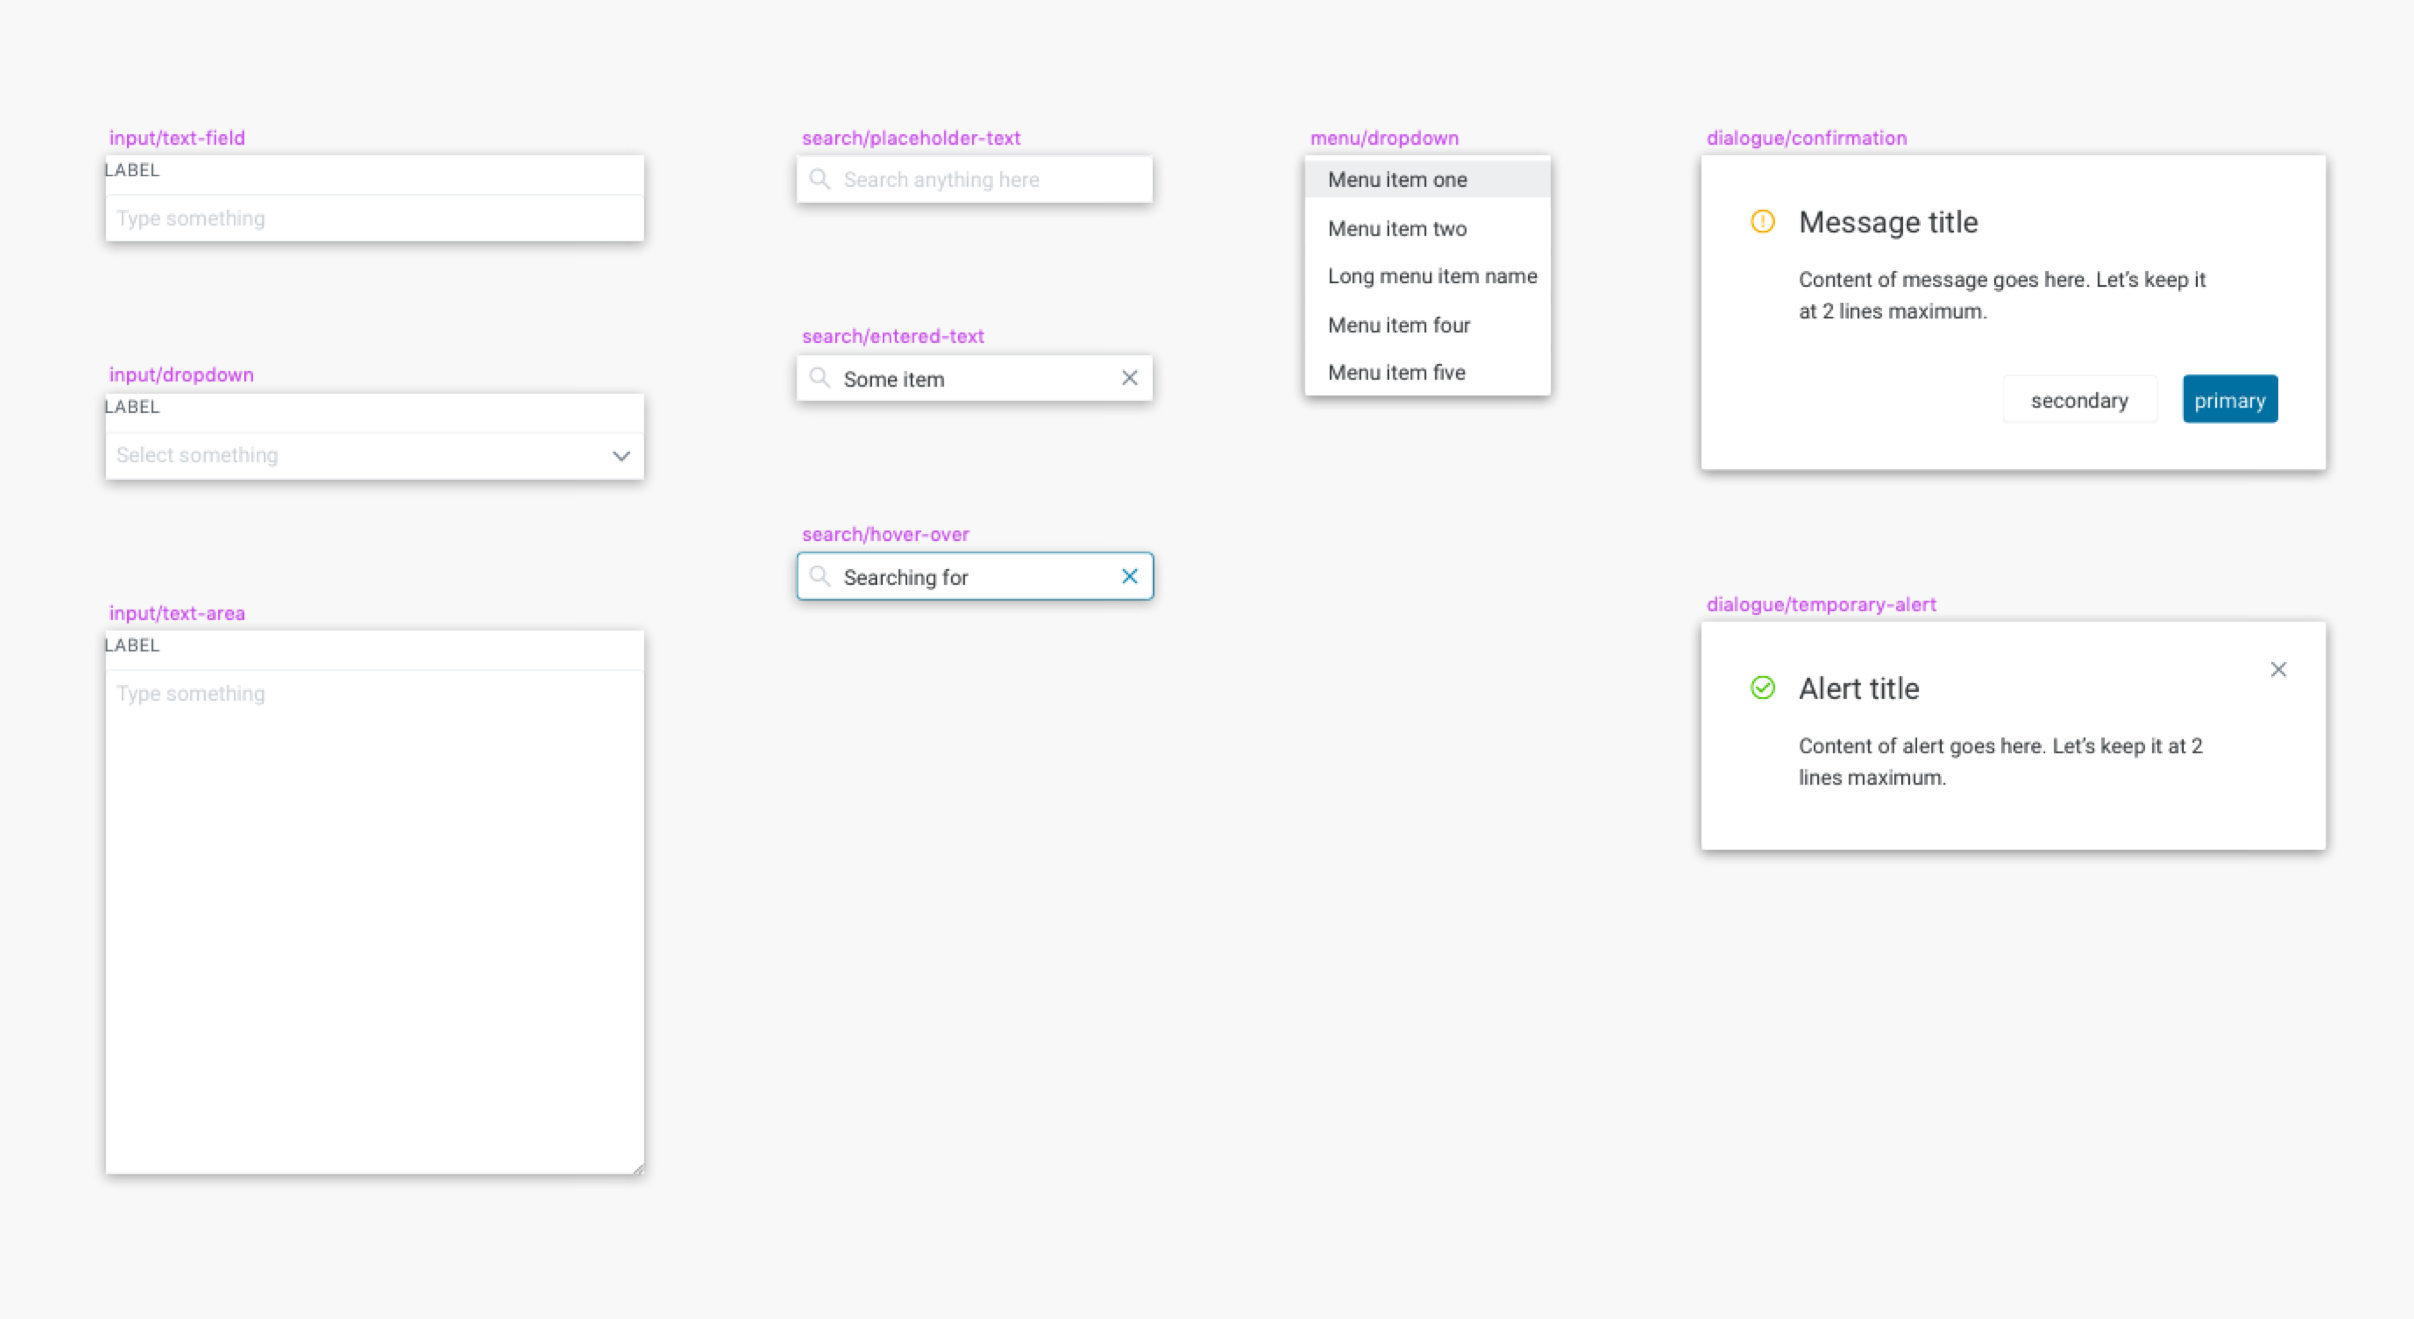 input/text-field
LABEL
Type something
input/dropdown
LABEL
Select something
input/text-area
LABEL
Type something
search/placeholder-text
Search anything here
search/entered-text
Some item
search/hover-over
Searching for
menu/dropdown
Menu item one
Menu item two
Long menu item name
Menu item four
Menu item five
dialogue/confirmation
Message title
Content of message goes here. Let’s keep it
at 2 lines maximum.
secondary
primary
dialogue/temporary-alert
Alert title
Content of alert goes here. Let’s keep it at 2
lines maximum.